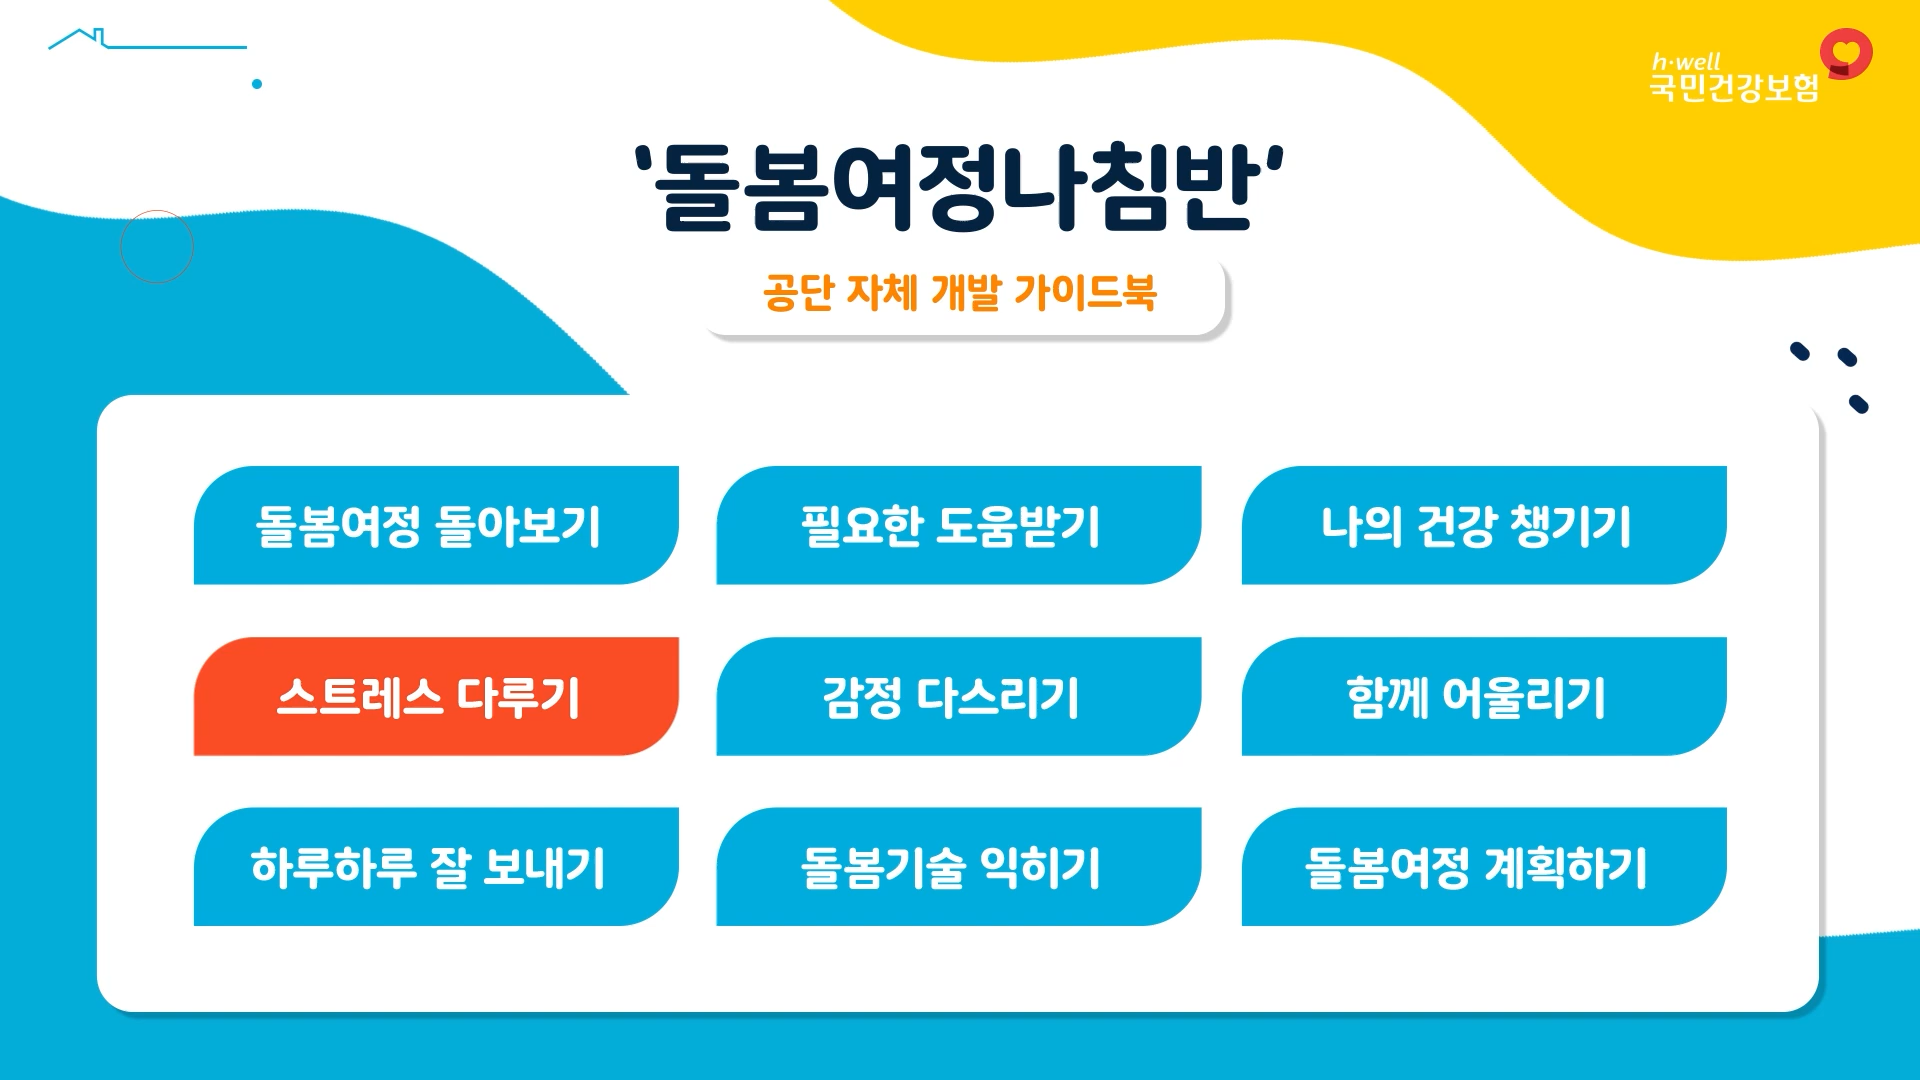 h·well
국민건강보험
‘돌봄여정나침반’
공단 자체 개발 가이드북
돌봄여정 돌아보기
필요한 도움받기
나의 건강 챙기기
스트레스 다루기
감정 다스리기
함께 어울리기
하루하루 잘 보내기
돌봄기술 익히기
돌봄여정 계획하기